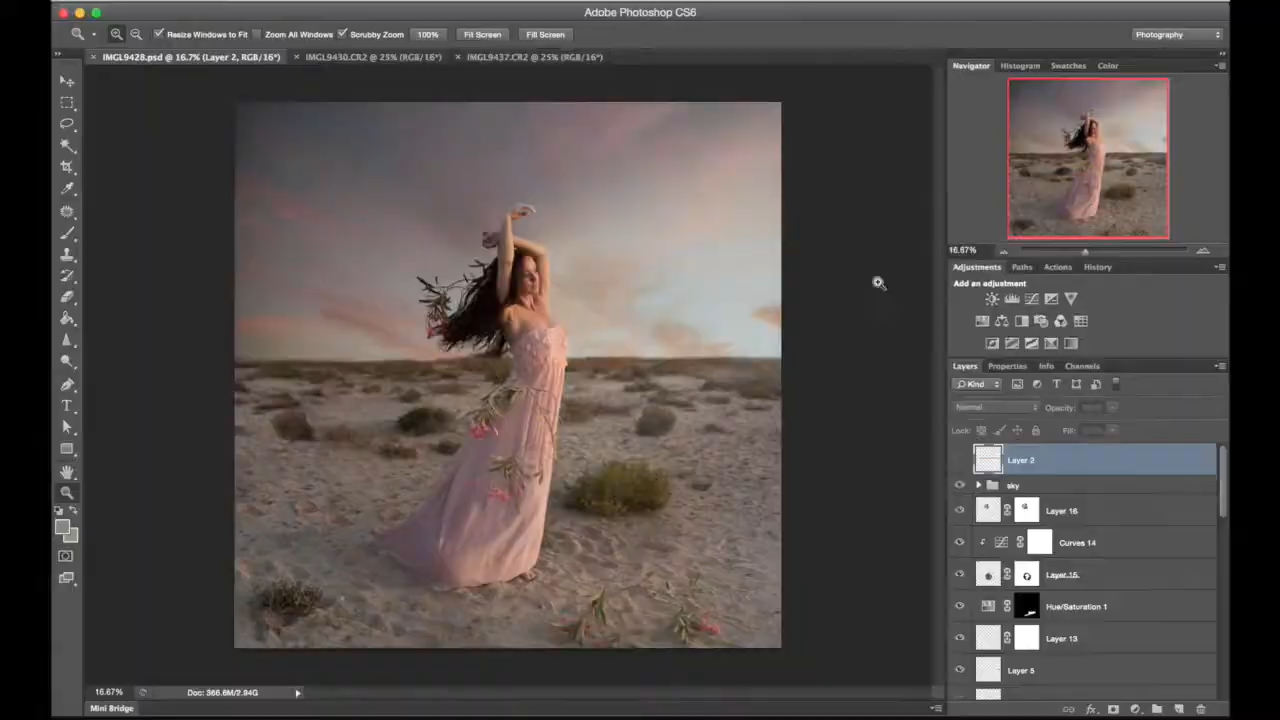 Adobe Photoshop CS6
Resize Windows to Fit Zoom All Windows Scrubby Zoom 100% Fit Screen Fill Screen Photography
IMGL9428.psd @ 16.7% (Layer 2, RGB/16*) IMGL9430.CR2 @ 25% (RGB/16*) IMGL9437.CR2 @ 25% (RGB/16*)
Navigator Histogram Swatches Color
16.67%
Adjustments Paths Actions History
Add an adjustment
Layers Properties Info Channels
Kind
Normal Opacity:
Lock: Fill:
Layer 2
sky
Layer 16
Curves 14
Layer 15
Hue/Saturation 1
Layer 13
Layer 5
16.67% Doc: 366.6M/2.94G
Mini Bridge